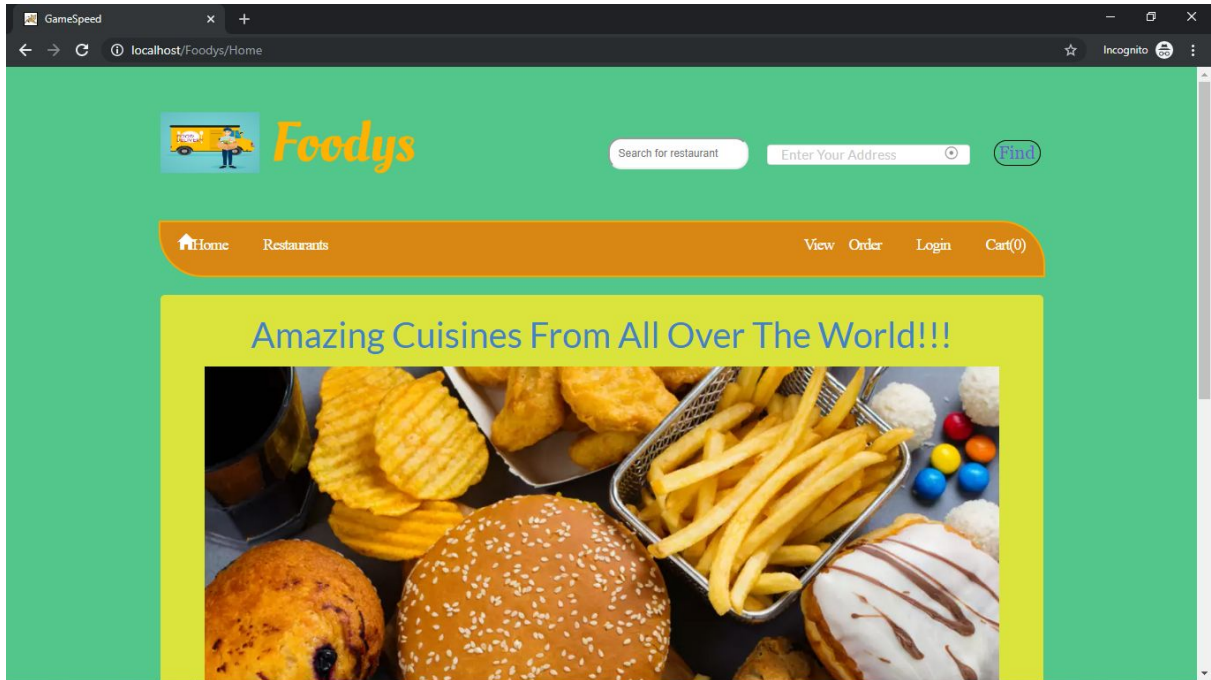 GameSpeed
localhost/Foodys/Home
Incognito
Foodys
Search for restaurant
Enter Your Address
Find
Home Restaurants View Order Login Cart(0)
Amazing Cuisines From All Over The World!!!